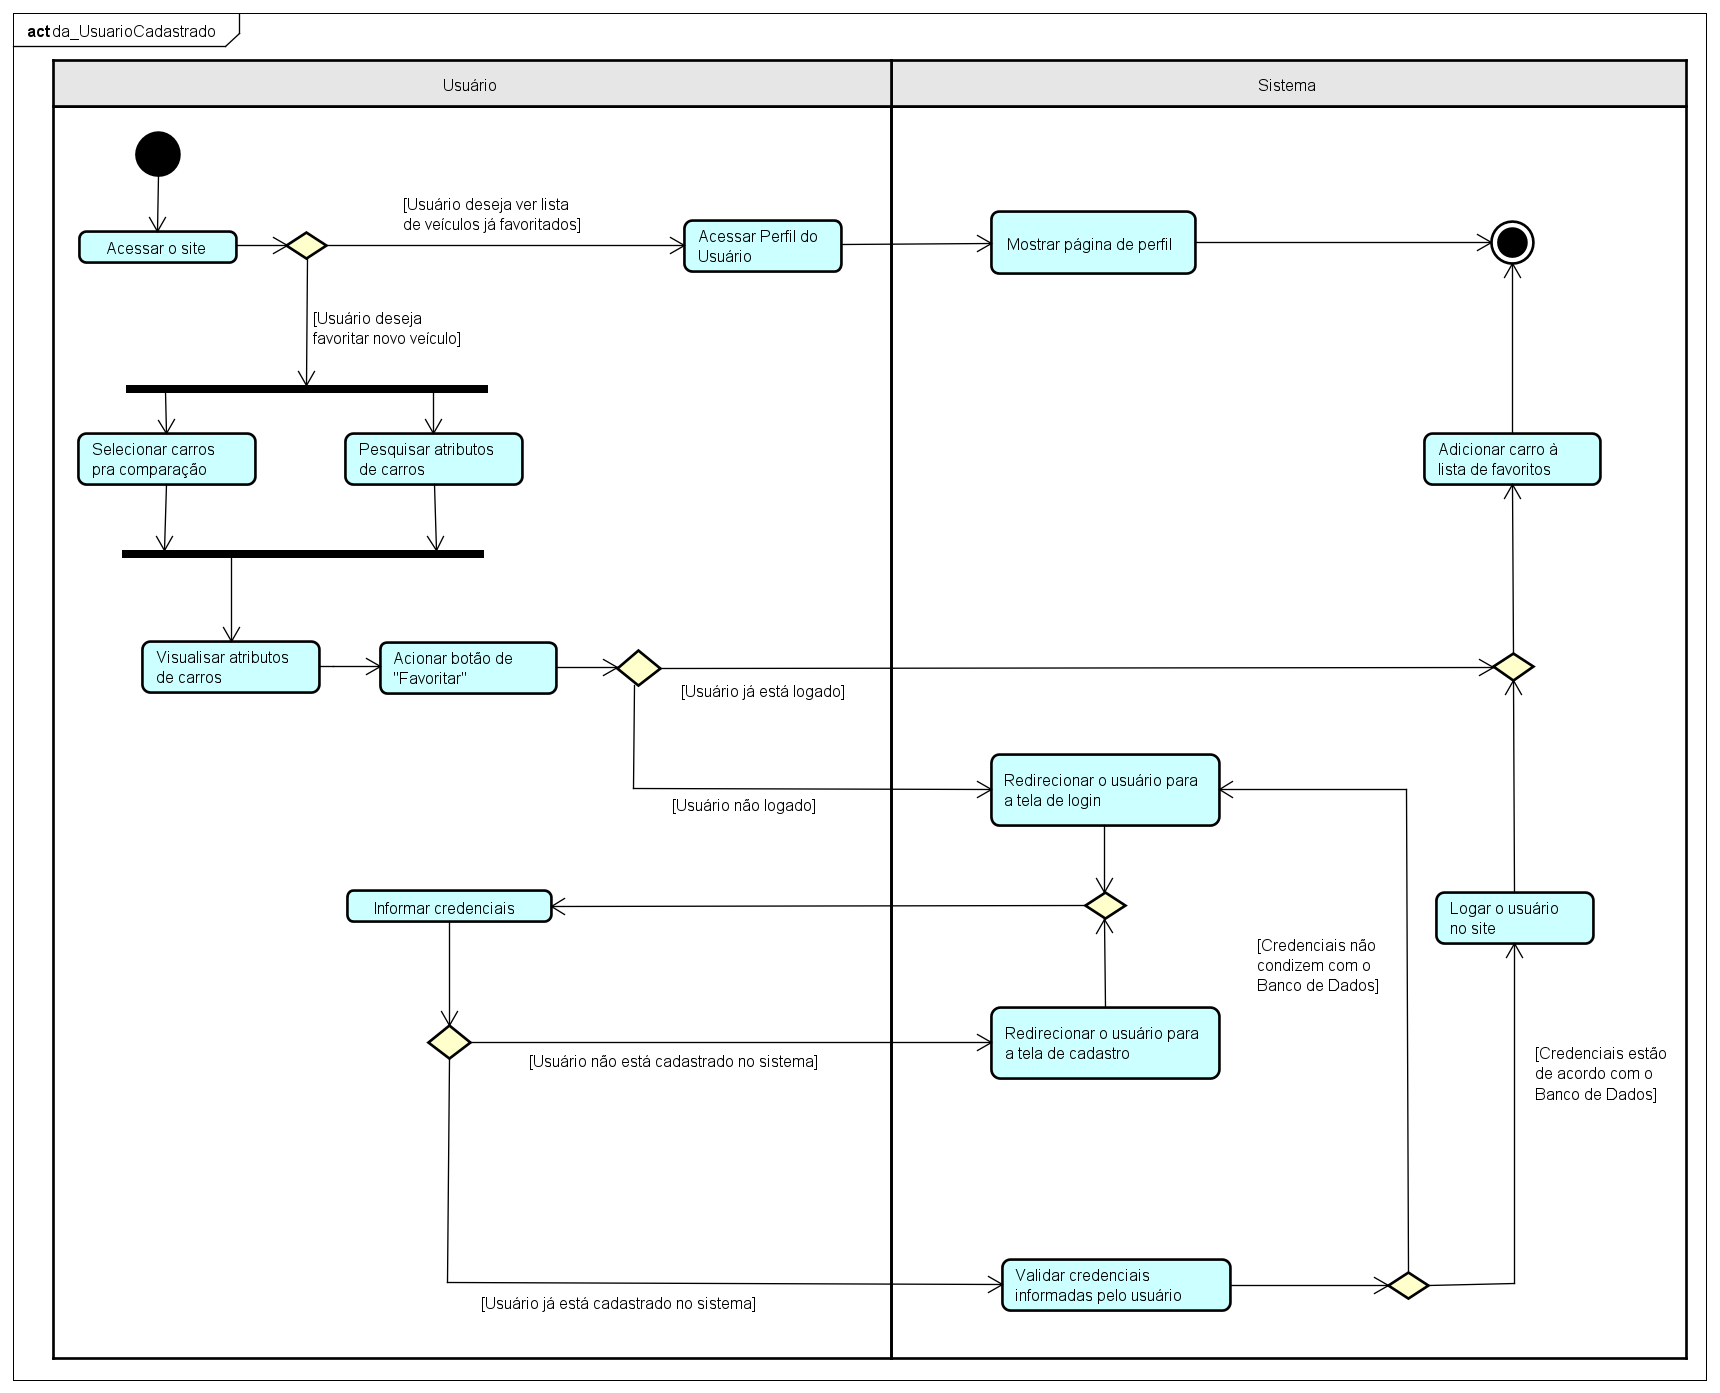 act da_UsuarioCadastrado
Usuário
Sistema
Acessar o site
[Usuário deseja ver lista
de veículos já favoritados]
Acessar Perfil do
Usuário
Mostrar página de perfil
[Usuário deseja
favoritar novo veículo]
Selecionar carros
pra comparação
Pesquisar atributos
de carros
Adicionar carro à
lista de favoritos
Visualisar atributos
de carros
Acionar botão de
"Favoritar"
[Usuário já está logado]
Redirecionar o usuário para
a tela de login
[Usuário não logado]
Informar credenciais
Logar o usuário
no site
[Credenciais não
condizem com o
Banco de Dados]
Redirecionar o usuário para
a tela de cadastro
[Usuário não está cadastrado no sistema]
[Credenciais estão
de acordo com o
Banco de Dados]
Validar credenciais
informadas pelo usuário
[Usuário já está cadastrado no sistema]